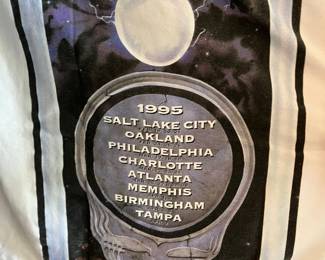 1995
SALT LAKE CITY
OAKLAND
PHILADELPHIA
CHARLOTTE
ATLANTA
MEMPHIS
BIRMINGHAM
TAMPA